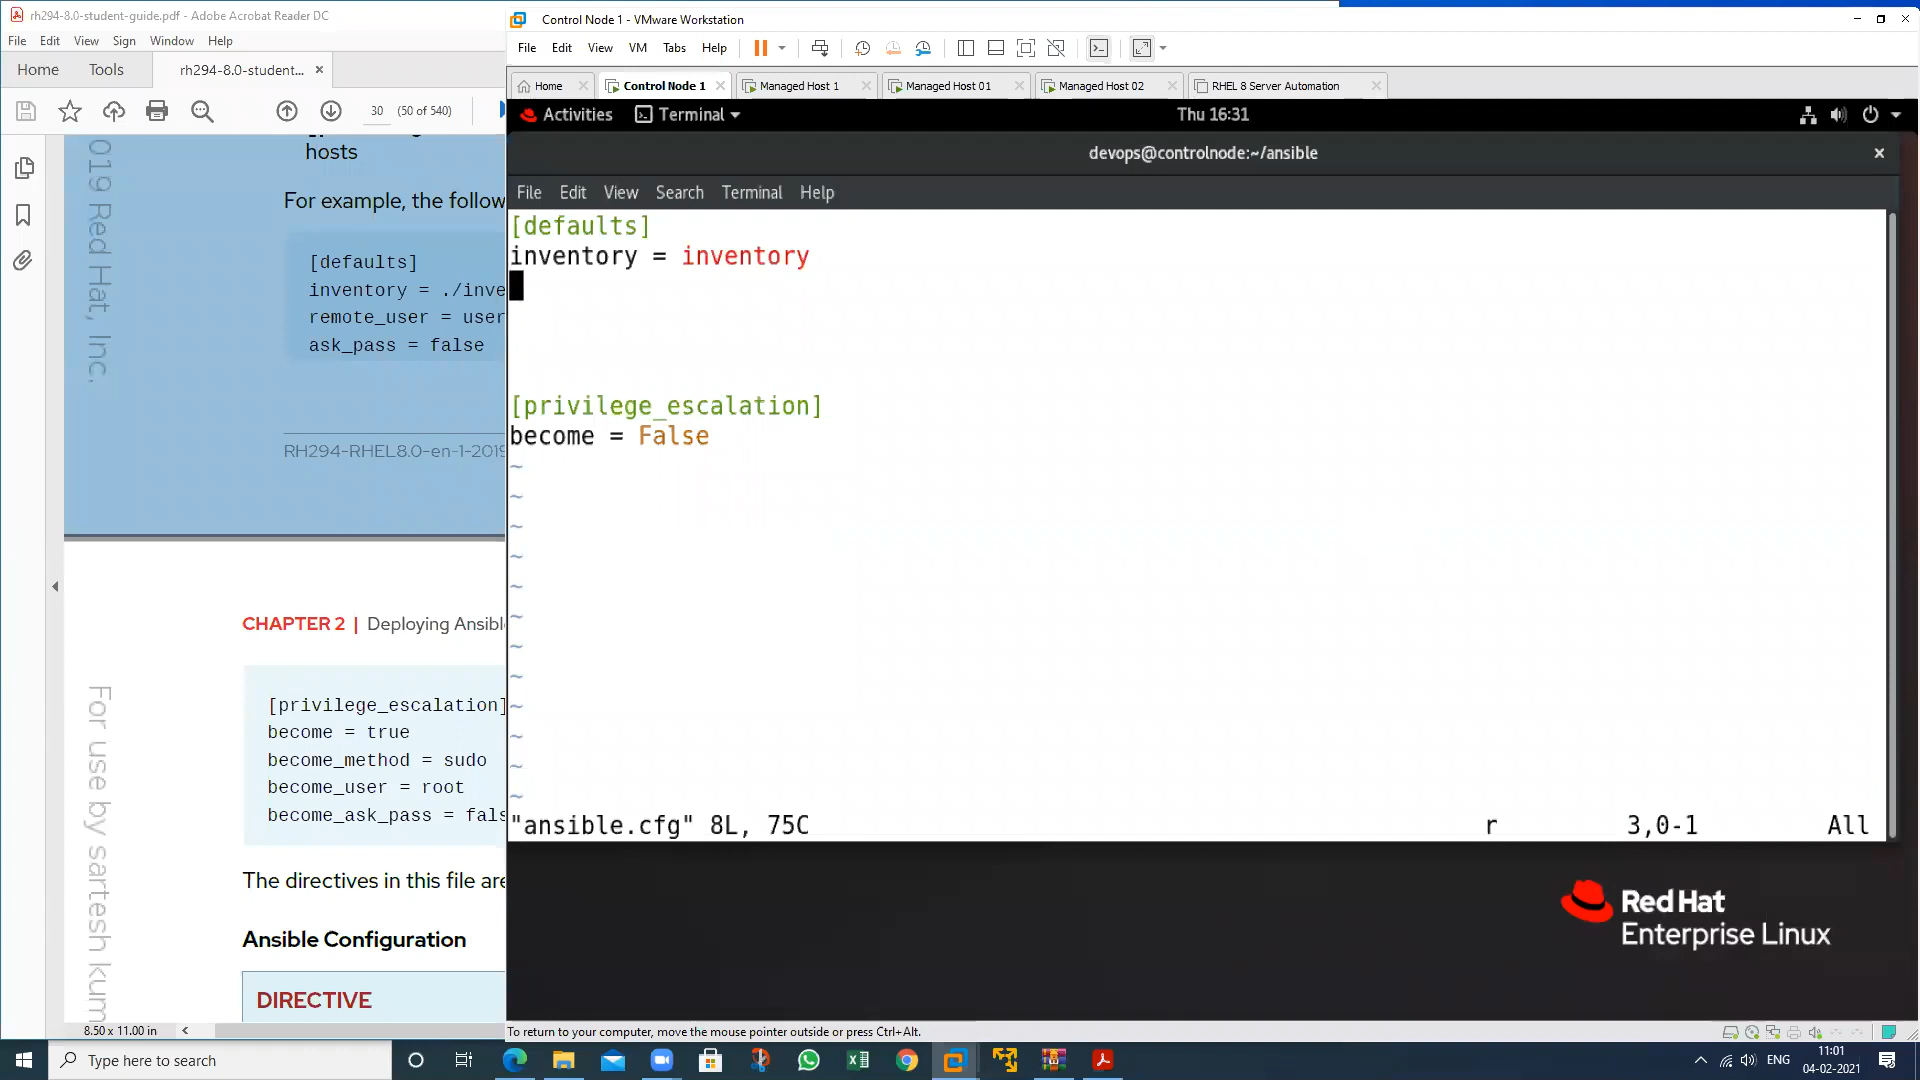 rh294-8.0-student-guide.pdf - Adobe Acrobat Reader DC
File Edit View Sign Window Help
Home Tools rh294-8.0-student... ×
30 (50 of 540)
hosts
For example, the follow
[defaults]
inventory = ./inve
remote_user = user
ask_pass = false
RH294-RHEL8.0-en-1-2019
019 Red Hat, Inc.
CHAPTER 2 | Deploying Ansibl
[privilege_escalation]
become = true
become_method = sudo
become_user = root
become_ask_pass = fals
The directives in this file are
Ansible Configuration
DIRECTIVE
For use by sartesh kum
8.50 x 11.00 in
Control Node 1 - VMware Workstation
File Edit View VM Tabs Help
Home Control Node 1 Managed Host 1 Managed Host 01 Managed Host 02 RHEL 8 Server Automation
Activities Terminal Thu 16:31
devops@controlnode:~/ansible
File Edit View Search Terminal Help
[defaults]
inventory = inventory
[privilege_escalation]
become = False
~
~
~
~
~
~
~
~
~
~
~
~
"ansible.cfg" 8L, 75C r 3,0-1 All
Red Hat
Enterprise Linux
To return to your computer, move the mouse pointer outside or press Ctrl+Alt.
Type here to search
ENG
11:01
04-02-2021